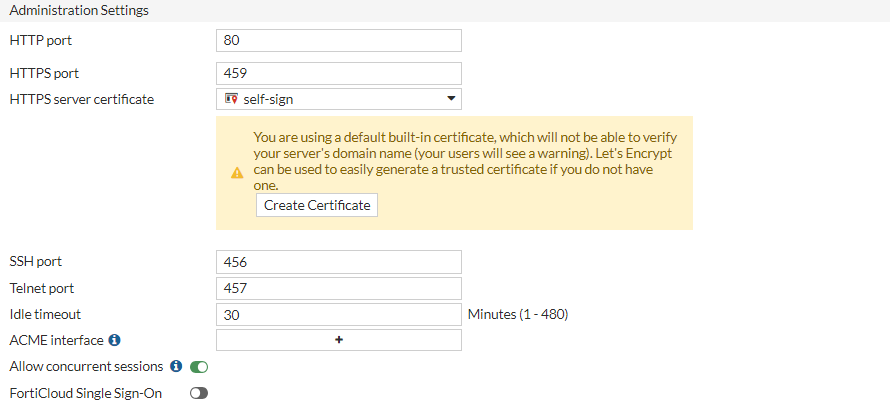 Administration Settings
HTTP port 80
HTTPS port 459
HTTPS server certificate self-sign
You are using a default built-in certificate, which will not be able to verify
your server's domain name (your users will see a warning). Let's Encrypt
can be used to easily generate a trusted certificate if you do not have
one.
Create Certificate
SSH port 456
Telnet port 457
Idle timeout 30 Minutes (1 - 480)
ACME interface +
Allow concurrent sessions
FortiCloud Single Sign-On